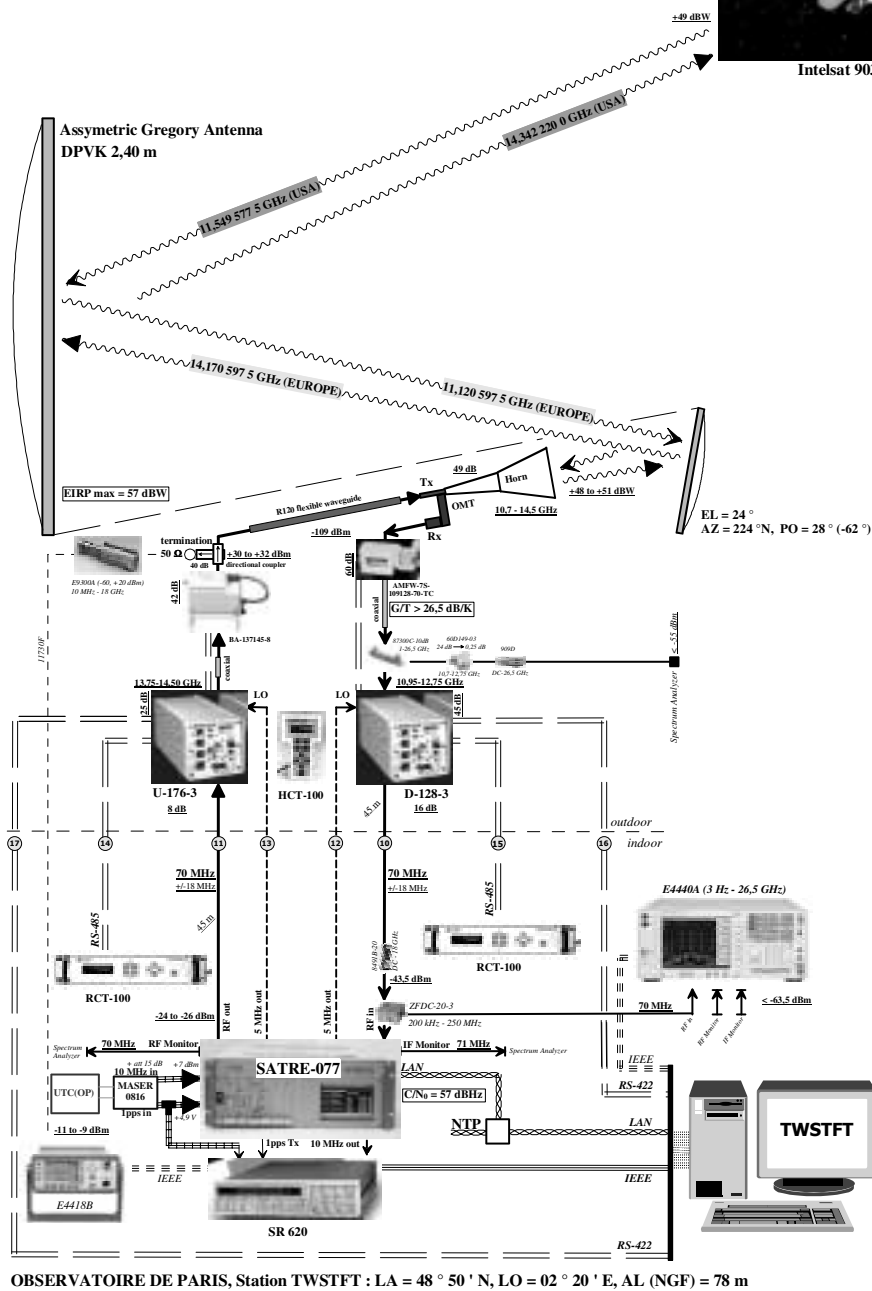 +49 dBW
Intelsat 903
Assymetric Gregory Antenna
DPVK 2,40 m
14,342 220 0 GHz (USA)
11,549 577 5 GHz (USA)
14,170 597 5 GHz (EUROPE)
11,120 597 5 GHz (EUROPE)
EIRP max = 57 dBW
R120 flexible waveguide
Tx
49 dB
Horn
OMT
Rx
+48 to +51 dBW
10,7 - 14,5 GHz
EL = 24 °
AZ = 224 °N, PO = 28 ° (-62 °)
termination
50 Ω
40 dB
+30 to +32 dBm
directional coupler
-109 dBm
60 dB
E9300A (-60, +20 dBm)
10 MHz - 18 GHz
42 dB
AMFW-7S-
109128-70-TC
G/T > 26,5 dB/K
coaxial
BA-137145-8
coaxial
11730F
87300C-10dB
1-26,5 GHz
60D149-03
24 dB → 0,25 dB
10,7-12,75 GHz
909D
DC-26,5 GHz
< -55 dBm
Spectrum Analyzer
13,75-14,50 GHz
25 dB
LO
LO
10,95-12,75 GHz
45 dB
U-176-3
8 dB
HCT-100
D-128-3
16 dB
45 m
outdoor
indoor
17
14
11
13
12
10
15
16
70 MHz
+/-18 MHz
70 MHz
+/-18 MHz
RS-485
45 m
RS-485
E4440A (3 Hz - 26,5 GHz)
8491B-20
DC - 18 GHz
RCT-100
RCT-100
-43,5 dBm
-24 to -26 dBm
RF out
5 MHz out
5 MHz out
RF in
ZFDC-20-3
200 kHz - 250 MHz
70 MHz
< -63,5 dBm
RF in
RF Monitor
IF Monitor
Spectrum
Analyzer
70 MHz
RF Monitor
IF Monitor
71 MHz
Spectrum Analyzer
SATRE-077
LAN
IEEE
RS-422
+ att 15 dB
10 MHz in
+7 dBm
UTC(OP)
MASER
0816
1pps in
+4,9 V
C/N0 = 57 dBHz
NTP
LAN
TWSTFT
-11 to -9 dBm
1pps Tx
10 MHz out
IEEE
IEEE
E4418B
SR 620
RS-422
OBSERVATOIRE DE PARIS, Station TWSTFT : LA = 48 ° 50 ' N, LO = 02 ° 20 ' E, AL (NGF) = 78 m